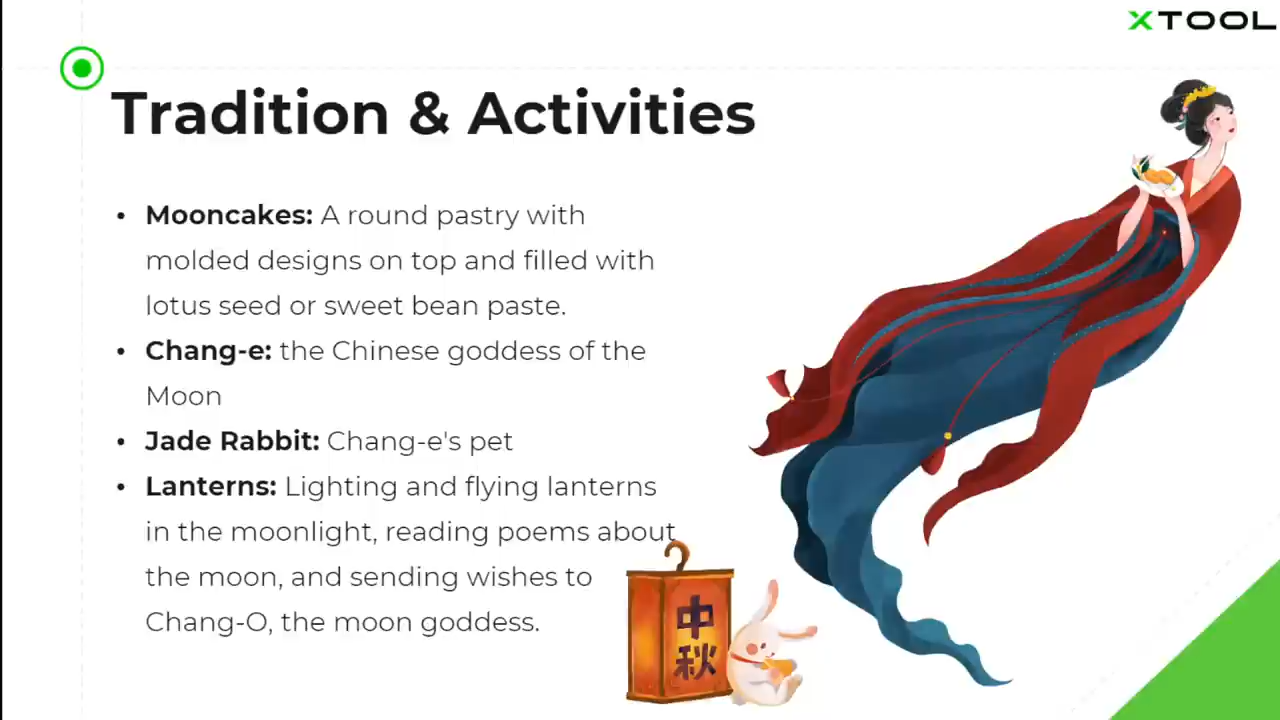 XTOOL
Tradition & Activities
• Mooncakes: A round pastry with
molded designs on top and filled with
lotus seed or sweet bean paste.
• Chang-e: the Chinese goddess of the
Moon
• Jade Rabbit: Chang-e's pet
• Lanterns: Lighting and flying lanterns
in the moonlight, reading poems about
the moon, and sending wishes to
Chang-O, the moon goddess.
中
秋